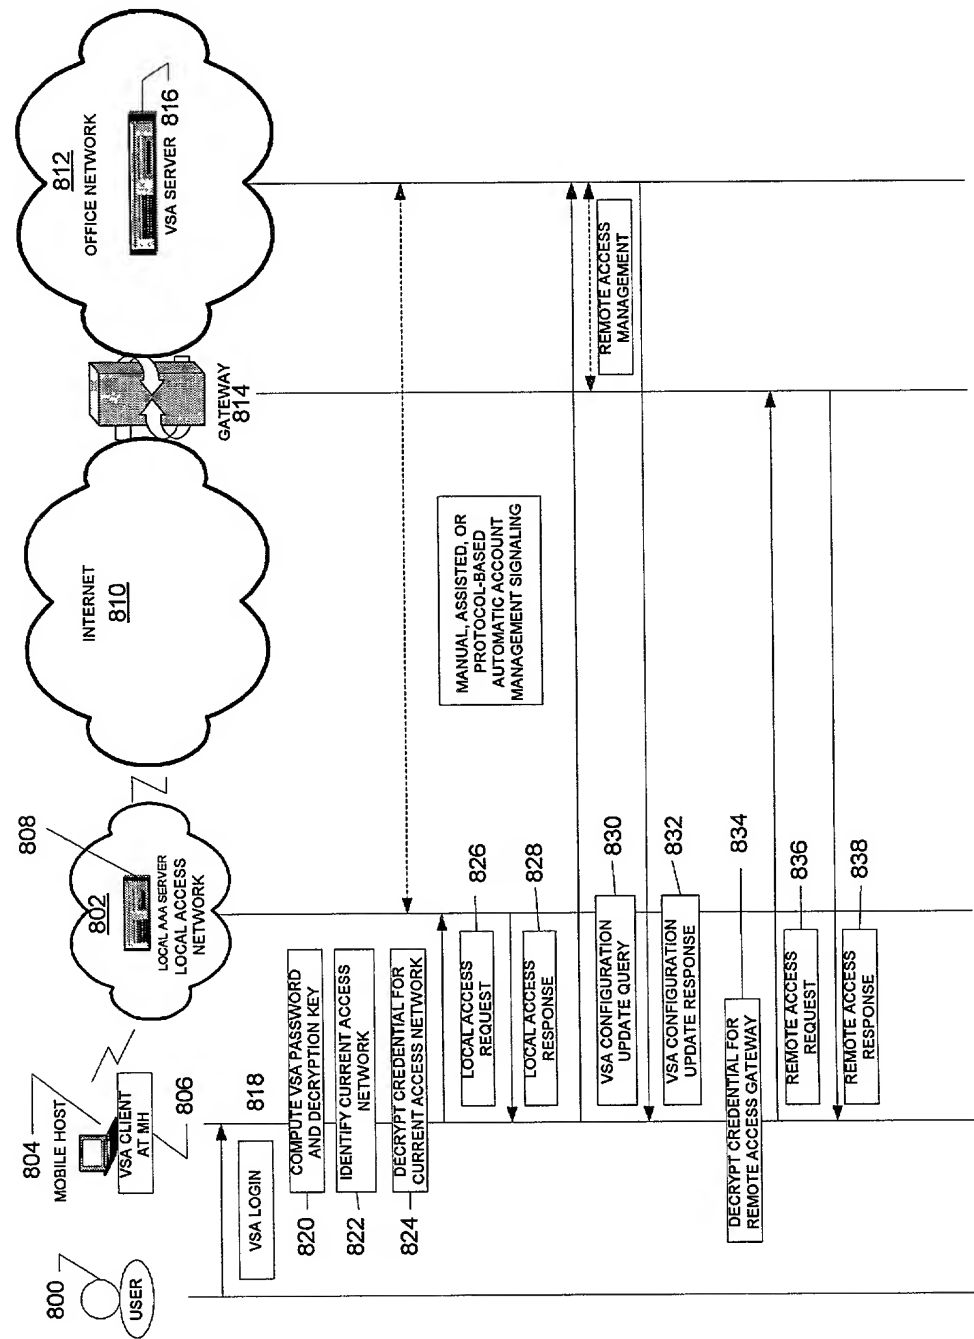 800
USER
804
MOBILE HOST
VSA CLIENT
AT MH
806
802
808
LOCAL AAA SERVER
LOCAL ACCESS
NETWORK
INTERNET
810
GATEWAY
814
812
OFFICE NETWORK
VSA SERVER
816
VSA LOGIN
818
COMPUTE VSA PASSWORD
AND DECRYPTION KEY
820
IDENTIFY CURRENT ACCESS
NETWORK
822
DECRYPT CREDENTIAL FOR
CURRENT ACCESS NETWORK
824
MANUAL, ASSISTED, OR
PROTOCOL-BASED
AUTOMATIC ACCOUNT
MANAGEMENT SIGNALING
LOCAL ACCESS
REQUEST
826
LOCAL ACCESS
RESPONSE
828
VSA CONFIGURATION
UPDATE QUERY
830
REMOTE ACCESS
MANAGEMENT
VSA CONFIGURATION
UPDATE RESPONSE
832
DECRYPT CREDENTIAL FOR
REMOTE ACCESS GATEWAY
834
REMOTE ACCESS
REQUEST
836
REMOTE ACCESS
RESPONSE
838